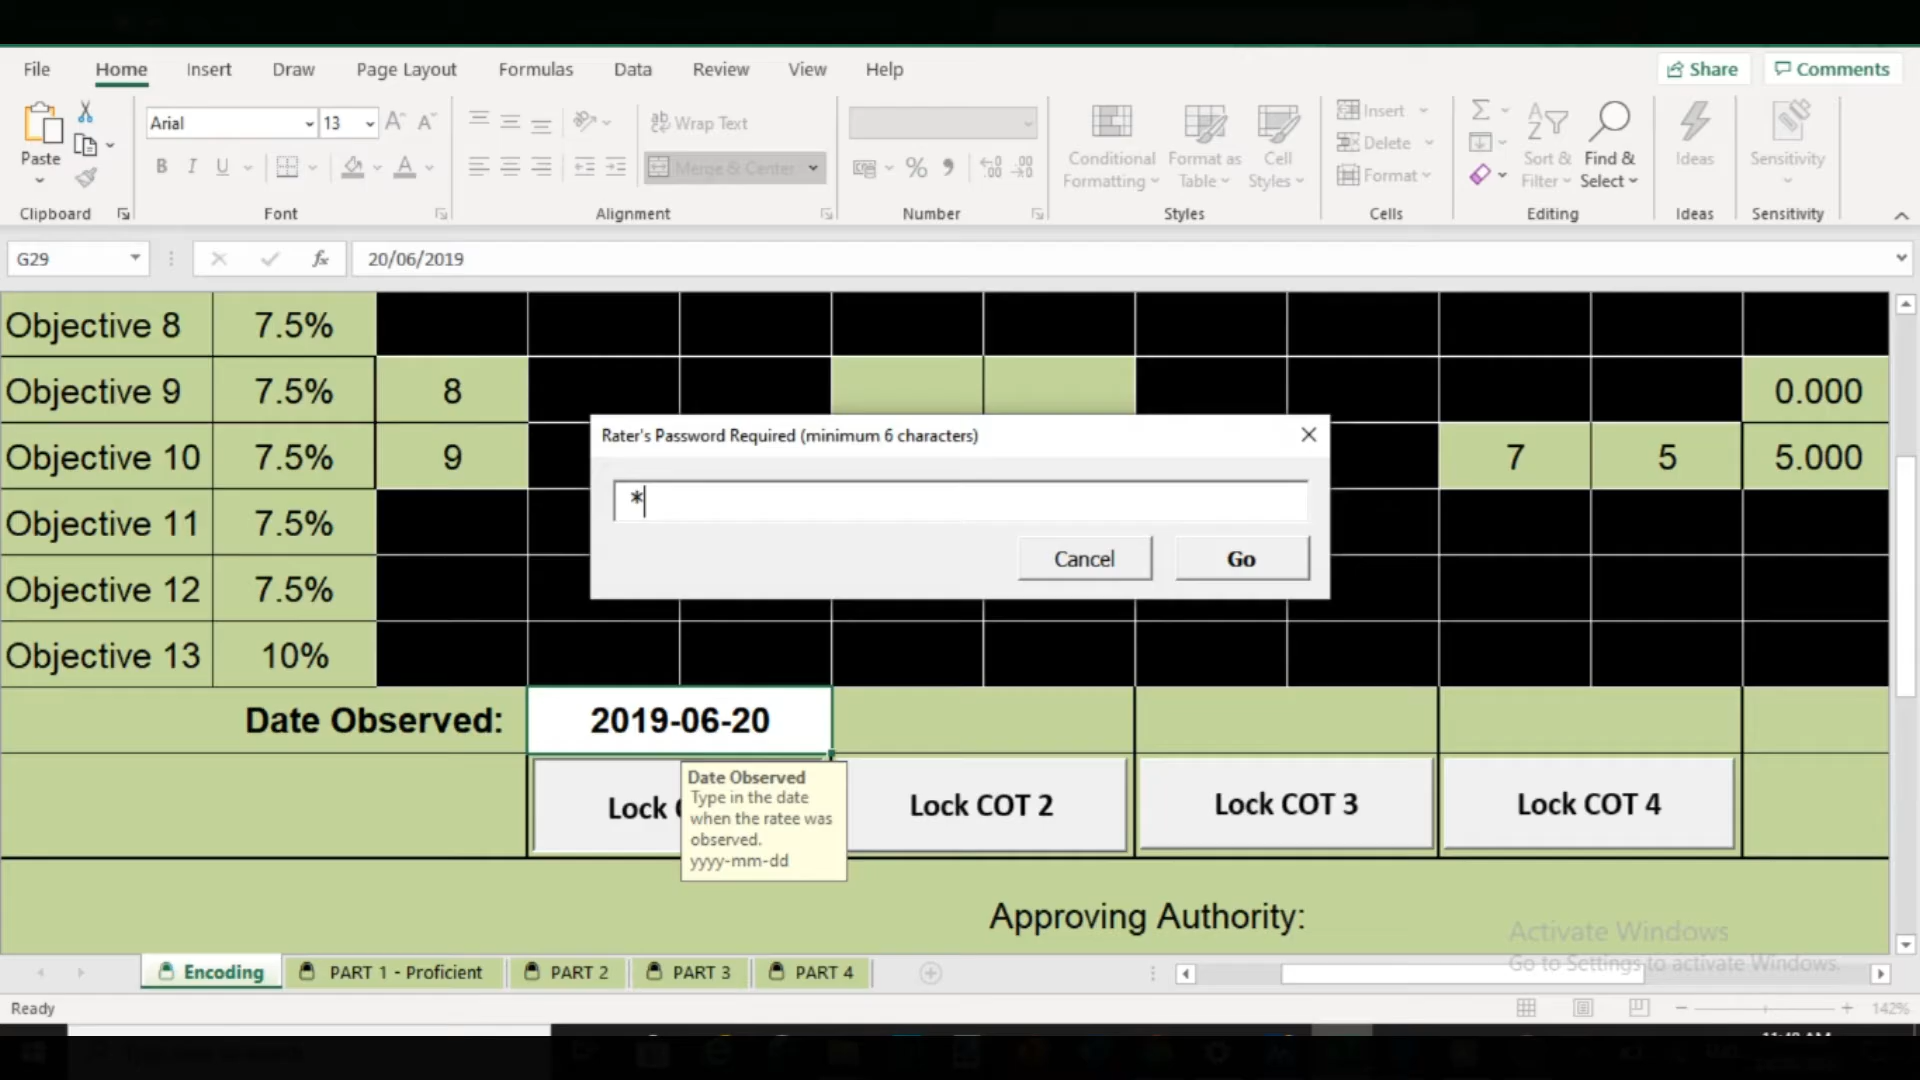 File Home Insert Draw Page Layout Formulas Data Review View Help Share Comments
Paste
Clipboard
Arial 13
B I U
Font
Wrap Text
Merge & Center
Alignment
Number
Conditional Formatting
Format as Table
Cell Styles
Styles
Insert
Delete
Format
Cells
Sort & Filter
Find & Select
Editing
Ideas
Ideas
Sensitivity
Sensitivity
G29 fx 20/06/2019
Objective 8 7.5%
Objective 9 7.5% 8 0.000
Objective 10 7.5% 9 7 5 5.000
Objective 11 7.5%
Objective 12 7.5%
Objective 13 10%
Rater's Password Required (minimum 6 characters)
*
Cancel Go
Date Observed: 2019-06-20
Lock Lock COT 2 Lock COT 3 Lock COT 4
Date Observed
Type in the date
when the ratee was
observed.
yyyy-mm-dd
Approving Authority:
Activate Windows
Go to Settings to activate Windows.
Encoding PART 1 - Proficient PART 2 PART 3 PART 4
Ready 142%